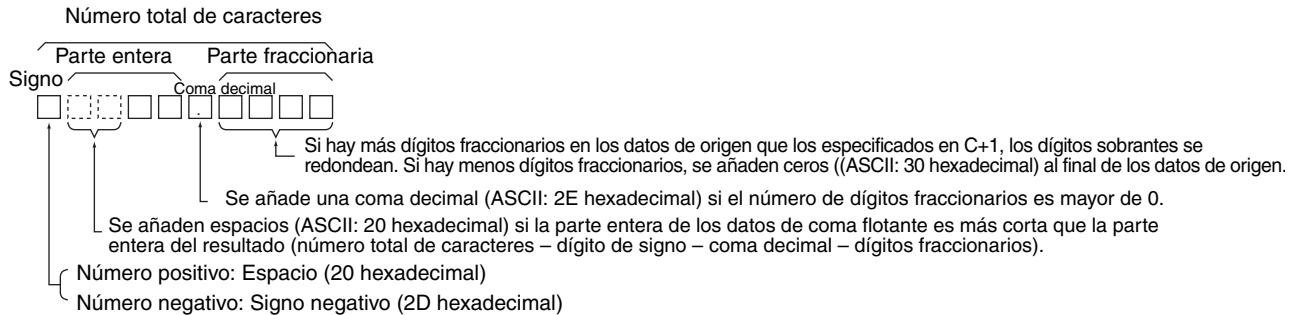 Número total de caracteres
Parte entera Parte fraccionaria
Signo
Coma decimal
.
Si hay más dígitos fraccionarios en los datos de origen que los especificados en C+1, los dígitos sobrantes se
redondean. Si hay menos dígitos fraccionarios, se añaden ceros ((ASCII: 30 hexadecimal) al final de los datos de origen.
Se añade una coma decimal (ASCII: 2E hexadecimal) si el número de dígitos fraccionarios es mayor de 0.
Se añaden espacios (ASCII: 20 hexadecimal) si la parte entera de los datos de coma flotante es más corta que la parte
entera del resultado (número total de caracteres – dígito de signo – coma decimal – dígitos fraccionarios).
Número positivo: Espacio (20 hexadecimal)
Número negativo: Signo negativo (2D hexadecimal)